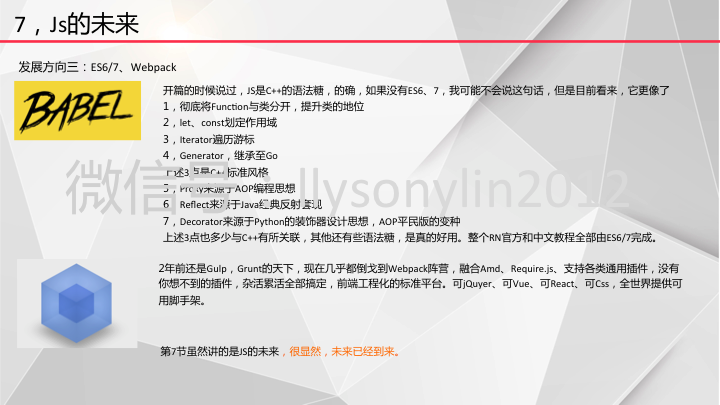 7，Js的未来
发展方向三：ES6/7、Webpack
BABEL
开篇的时候说过，JS是C++的语法糖，的确，如果没有ES6、7，我可能不会说这句话，但是目前看来，它更像了
1，彻底将Function与类分开，提升类的地位
2，let、const划定作用域
3，Iterator遍历游标
4，Generator，继承至Go
上述3点是C++标准风格
5，Proxy来源于AOP编程思想
6，Reflect来源于Java经典反射实现
7，Decorator来源于Python的装饰器设计思想，AOP平民版的变种
上述3点也多少与C++有所关联，其他还有些语法糖，是真的好用。整个RN官方和中文教程全部由ES6/7完成。
微信号：llysonylin2012
2年前还是Gulp，Grunt的天下，现在几乎都倒戈到Webpack阵营，融合Amd、Require.js、支持各类通用插件，没有
你想不到的插件，杂活累活全部搞定，前端工程化的标准平台。可jQuyer、可Vue、可React、可Css，全世界提供可
用脚手架。
第7节虽然讲的是JS的未来，很显然，未来已经到来。